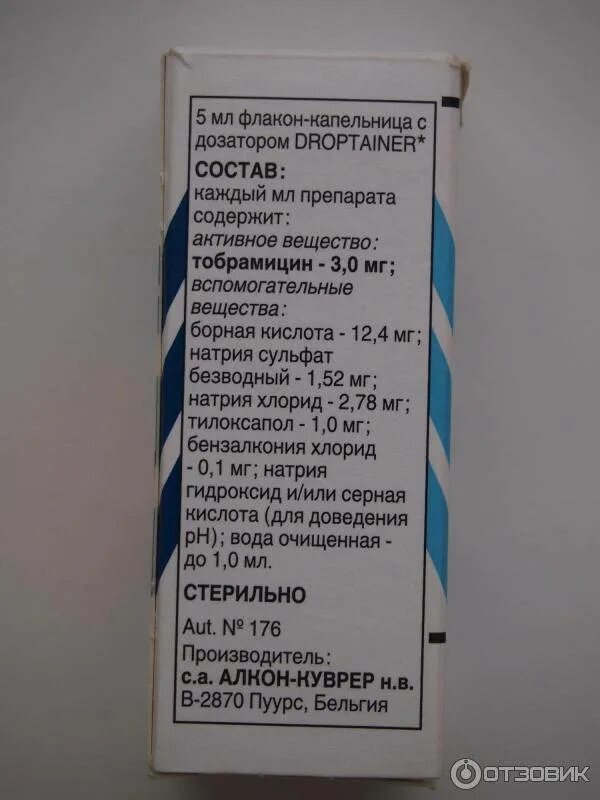 5 мл флакон-капельница с
дозатором DROPTAINER*
СОСТАВ:
каждый мл препарата
содержит:
активное вещество:
тобрамицин - 3,0 мг;
вспомогательные
вещества:
борная кислота - 12,4 мг;
натрия сульфат
безводный - 1,52 мг;
натрия хлорид - 2,78 мг;
тилоксапол - 1,0 мг;
бензалкония хлорид
- 0,1 мг; натрия
гидроксид и/или серная
кислота (для доведения
pH); вода очищенная -
до 1,0 мл.
СТЕРИЛЬНО
Aut. № 176
Производитель:
с.а. АЛКОН-КУВРЕР н.в.
В-2870 Пуурс, Бельгия
ОТЗОВИК